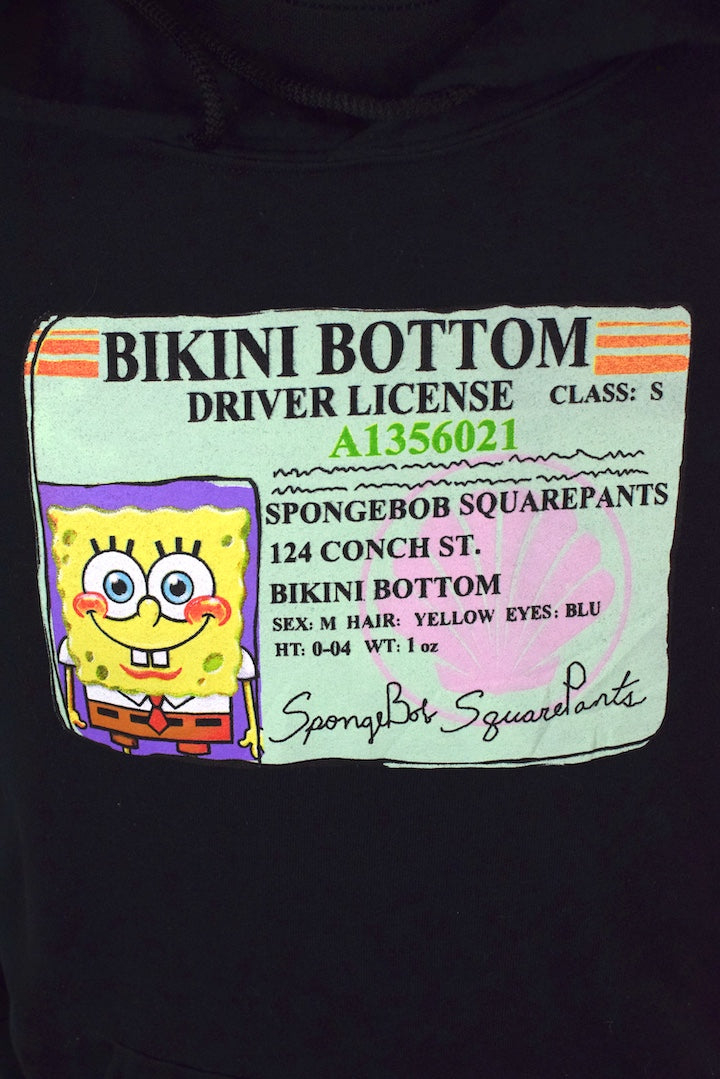 BIKINI BOTTOM
DRIVER LICENSE CLASS: S
A1356021
SPONGEBOB SQUAREPANTS
124 CONCH ST.
BIKINI BOTTOM
SEX: M HAIR: YELLOW EYES: BLU
HT: 0-04 WT: 1 oz
SpongeBob SquarePants